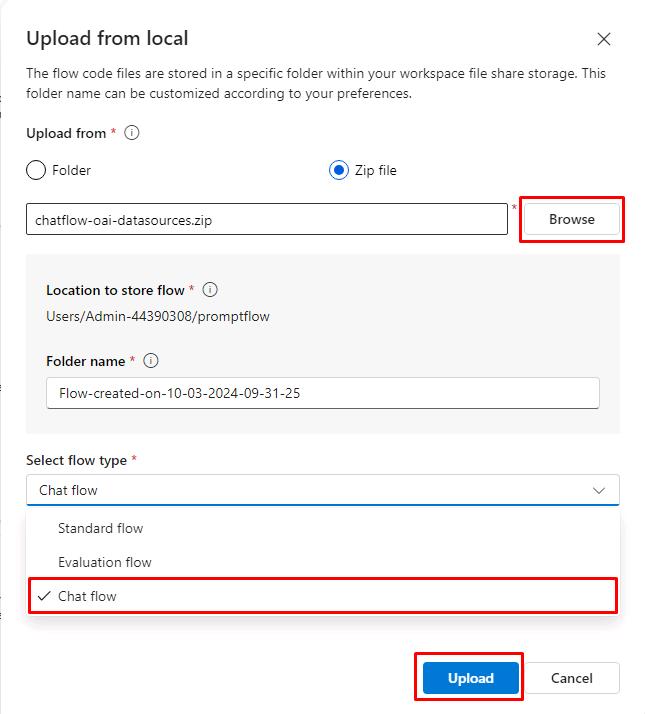 Upload from local
The flow code files are stored in a specific folder within your workspace file share storage. This
folder name can be customized according to your preferences.
Upload from *
Folder
Zip file
chatflow-oai-datasources.zip
*
Browse
Location to store flow *
Users/Admin-44390308/promptflow
Folder name *
Flow-created-on-10-03-2024-09-31-25
Select flow type *
Chat flow
Standard flow
Evaluation flow
Chat flow
Upload
Cancel